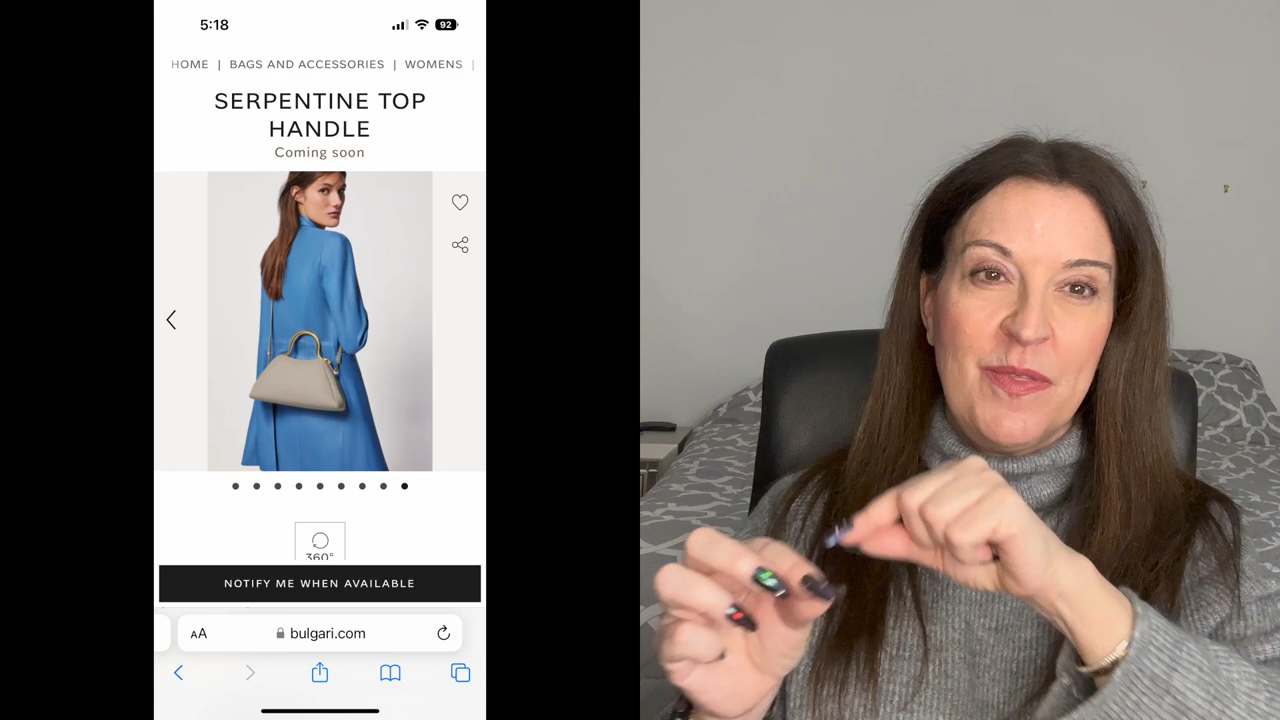 5:18
92
HOME | BAGS AND ACCESSORIES | WOMENS |
SERPENTINE TOP
HANDLE
Coming soon
360°
NOTIFY ME WHEN AVAILABLE
AA
bulgari.com